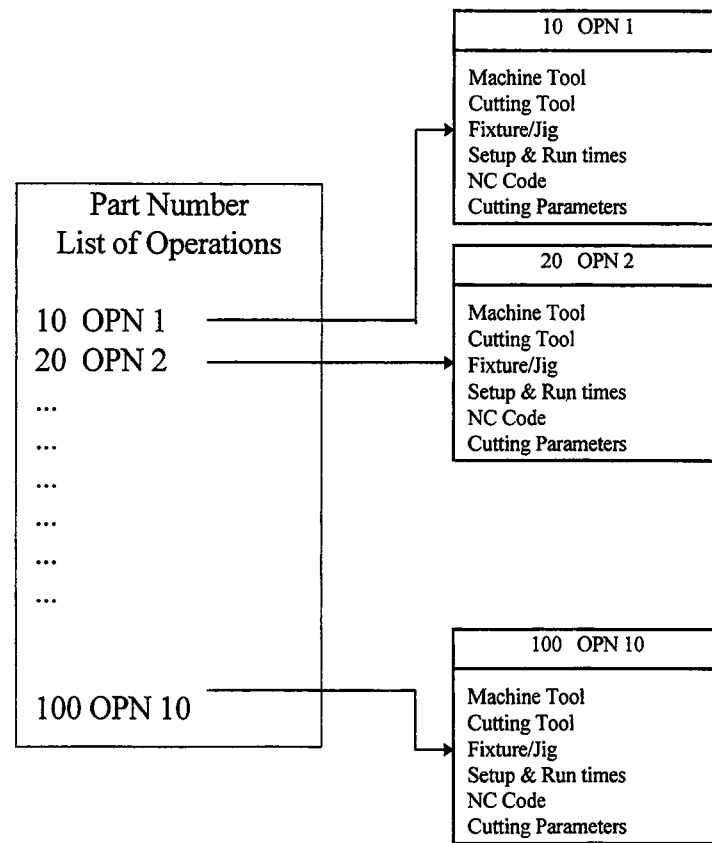 Part Number
List of Operations
10 OPN 1
20 OPN 2
...
...
...
...
...
...
100 OPN 10
10 OPN 1
Machine Tool
Cutting Tool
Fixture/Jig
Setup & Run times
NC Code
Cutting Parameters
20 OPN 2
Machine Tool
Cutting Tool
Fixture/Jig
Setup & Run times
NC Code
Cutting Parameters
100 OPN 10
Machine Tool
Cutting Tool
Fixture/Jig
Setup & Run times
NC Code
Cutting Parameters